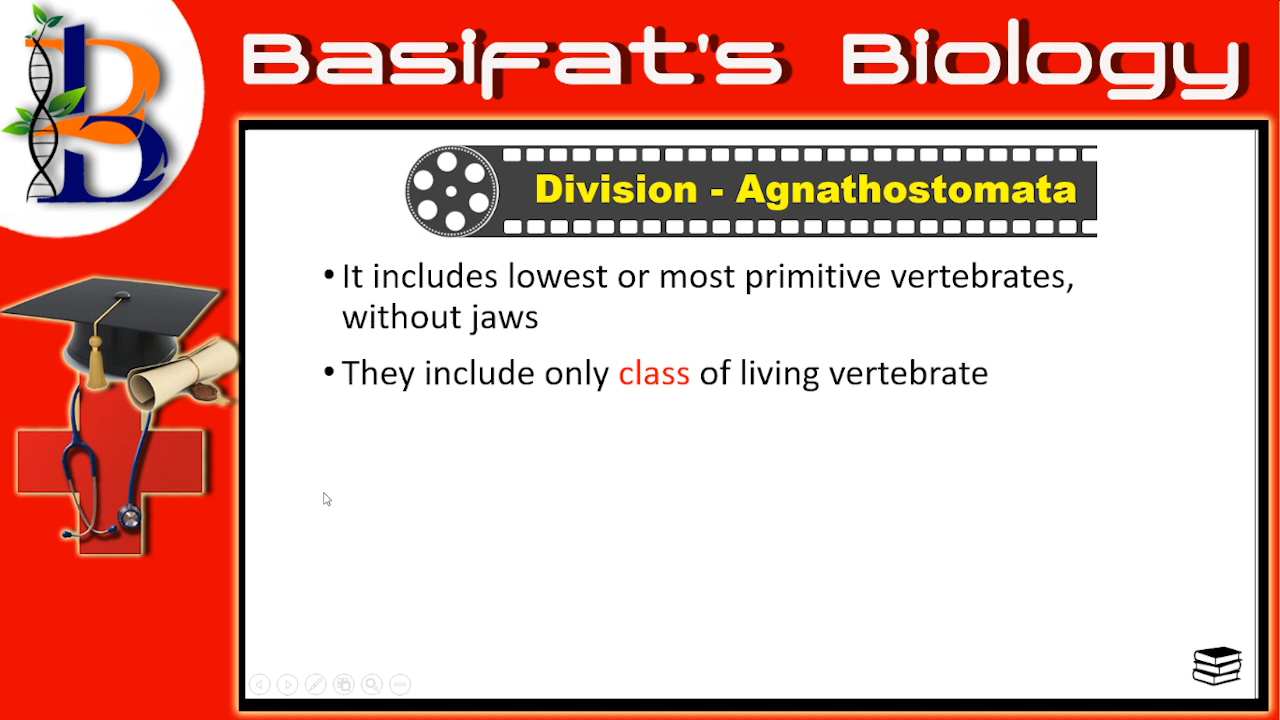 Basifat's Biology
Division - Agnathostomata
• It includes lowest or most primitive vertebrates,
without jaws
• They include only class of living vertebrate